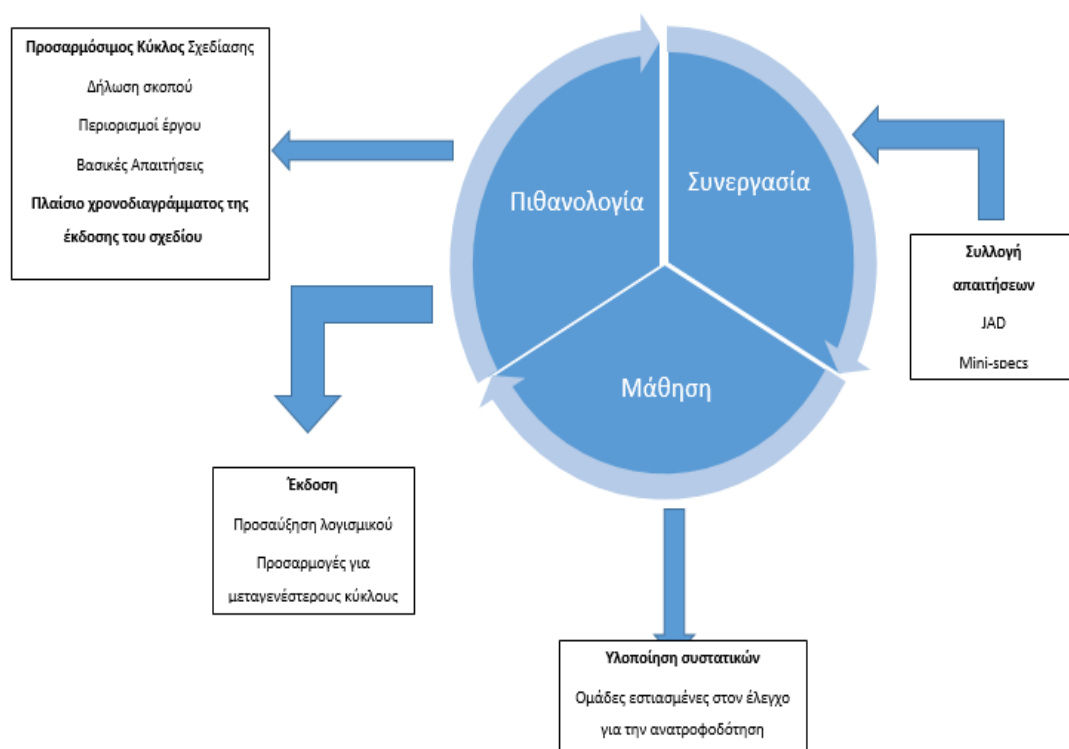 Προσαρμόσιμος Κύκλος Σχεδίασης
Δήλωση σκοπού
Περιορισμοί έργου
Βασικές Απαιτήσεις
Πλαίσιο χρονοδιαγράμματος της
έκδοσης του σχεδίου
Πιθανολογία
Συνεργασία
Μάθηση
Συλλογή
απαιτήσεων
JAD
Mini-specs
Έκδοση
Προσαύξηση λογισμικού
Προσαρμογές για
μεταγενέστερους κύκλους
Υλοποίηση συστατικών
Ομάδες εστιασμένες στον έλεγχο
για την ανατροφοδότηση